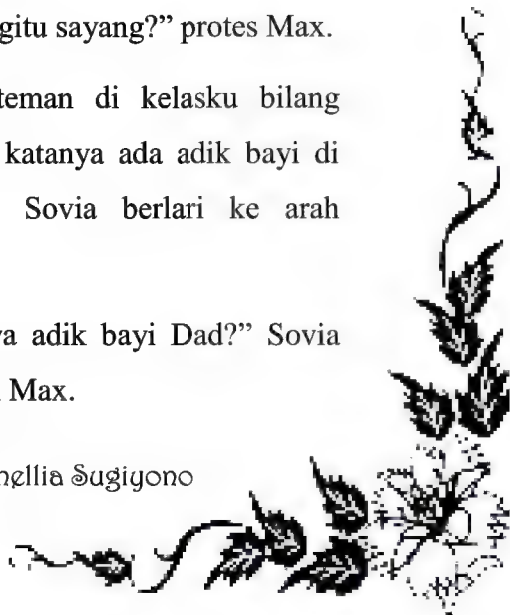 gitu sayang?” protes Max.
teman di kelasku bilang
katanya ada adik bayi di
Sovia berlari ke arah
adik bayi Dad?” Sovia
Max.
Sugiyono